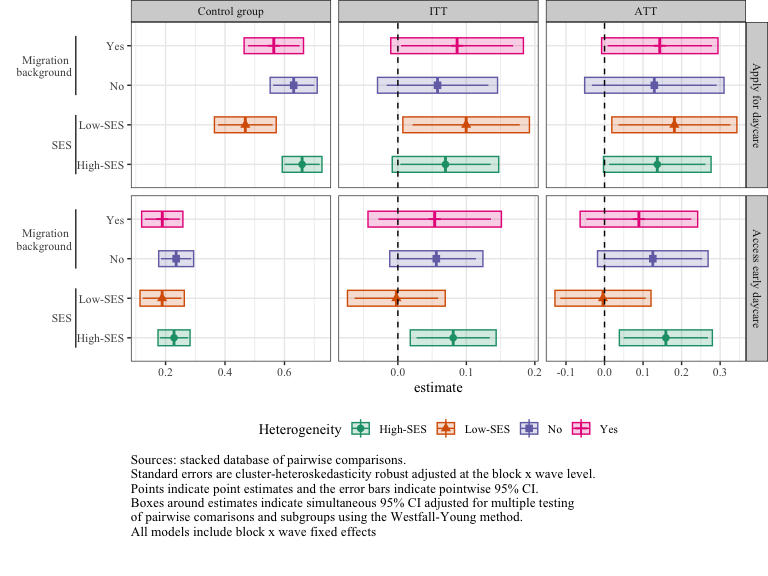 Control group
ITT
ATT
Migration
background
Yes
No
SES
Low-SES
High-SES
Apply for daycare
Migration
background
Yes
No
SES
Low-SES
High-SES
Access early daycare
0.2 0.4 0.6
0.0 0.1 0.2
-0.1 0.0 0.1 0.2 0.3
estimate
Heterogeneity High-SES Low-SES No Yes
Sources: stacked database of pairwise comparisons.
Standard errors are cluster-heteroskedasticity robust adjusted at the block x wave level.
Points indicate point estimates and the error bars indicate pointwise 95% CI.
Boxes around estimates indicate simultaneous 95% CI adjusted for multiple testing
of pairwise comarisons and subgroups using the Westfall-Young method.
All models include block x wave fixed effects